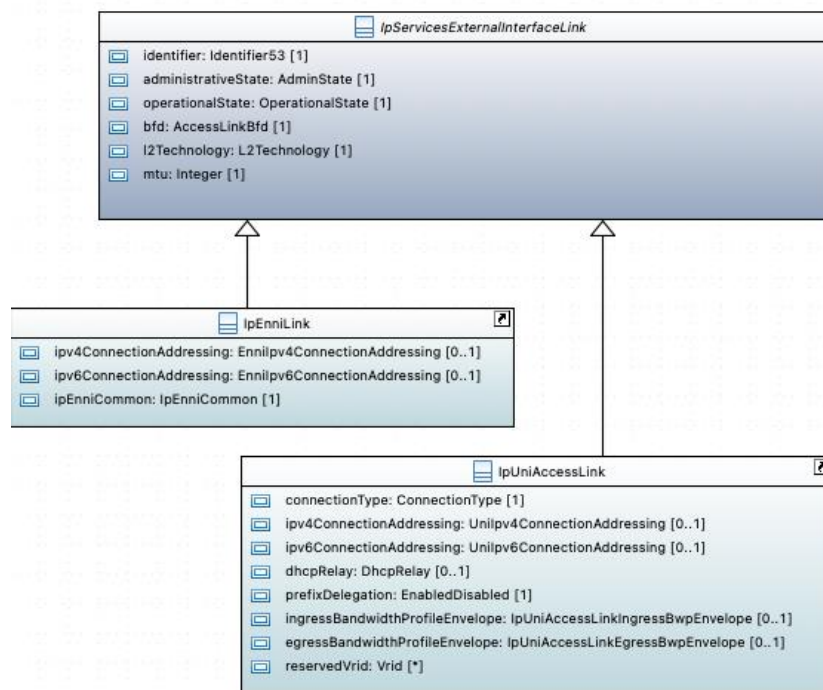 IpServicesExternalInterfaceLink
identifier: Identifier53 [1]
administrativeState: AdminState [1]
operationalState: OperationalState [1]
bfd: AccessLinkBfd [1]
l2Technology: L2Technology [1]
mtu: Integer [1]
IpEnniLink
ipv4ConnectionAddressing: EnniIpv4ConnectionAddressing [0..1]
ipv6ConnectionAddressing: EnniIpv6ConnectionAddressing [0..1]
ipEnniCommon: IpEnniCommon [1]
IpUniAccessLink
connectionType: ConnectionType [1]
ipv4ConnectionAddressing: UniIpv4ConnectionAddressing [0..1]
ipv6ConnectionAddressing: UniIpv6ConnectionAddressing [0..1]
dhcpRelay: DhcpRelay [0..1]
prefixDelegation: EnabledDisabled [1]
ingressBandwidthProfileEnvelope: IpUniAccessLinkIngressBwpEnvelope [0..1]
egressBandwidthProfileEnvelope: IpUniAccessLinkEgressBwpEnvelope [0..1]
reservedVrid: Vrid [*]